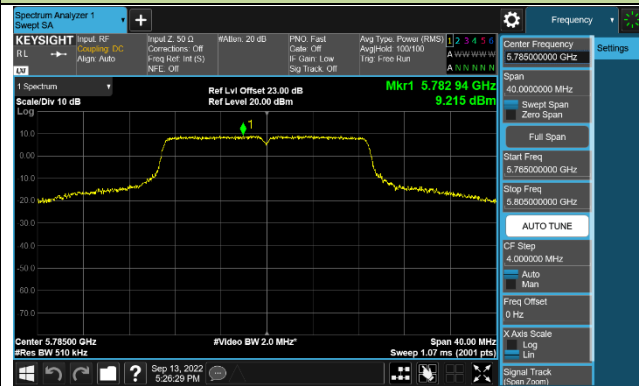 Spectrum Analyzer 1
Swept SA
Frequency
KEYSIGHT
RL
LXI
Input: RF
Coupling: DC
Align: Auto
Input Z: 50 Ω
Corrections: Off
Freq Ref: Int (S)
NFE: Off
#Atten: 20 dB
PNO: Fast
Gate: Off
IF Gain: Low
Sig Track: Off
Avg Type: Power (RMS)
Avg|Hold: 100/100
Trig: Free Run
1 2 3 4 5 6
A W W W W W
A N N N N N
1 Spectrum
Scale/Div 10 dB
Log
Ref Lvl Offset 23.00 dB
Ref Level 20.00 dBm
Mkr1 5.782 94 GHz
9.215 dBm
1
10.0
0.00
-10.0
-20.0
-30.0
-40.0
-50.0
-60.0
-70.0
Center 5.78500 GHz
#Res BW 510 kHz
#Video BW 2.0 MHz*
Span 40.00 MHz
Sweep 1.07 ms (2001 pts)
Center Frequency
5.785000000 GHz
Settings
Span
40.0000000 MHz
Swept Span
Zero Span
Full Span
Start Freq
5.765000000 GHz
Stop Freq
5.805000000 GHz
AUTO TUNE
CF Step
4.000000 MHz
Auto
Man
Freq Offset
0 Hz
X Axis Scale
Log
Lin
Signal Track
(Span Zoom)
?
Sep 13, 2022
5:26:29 PM